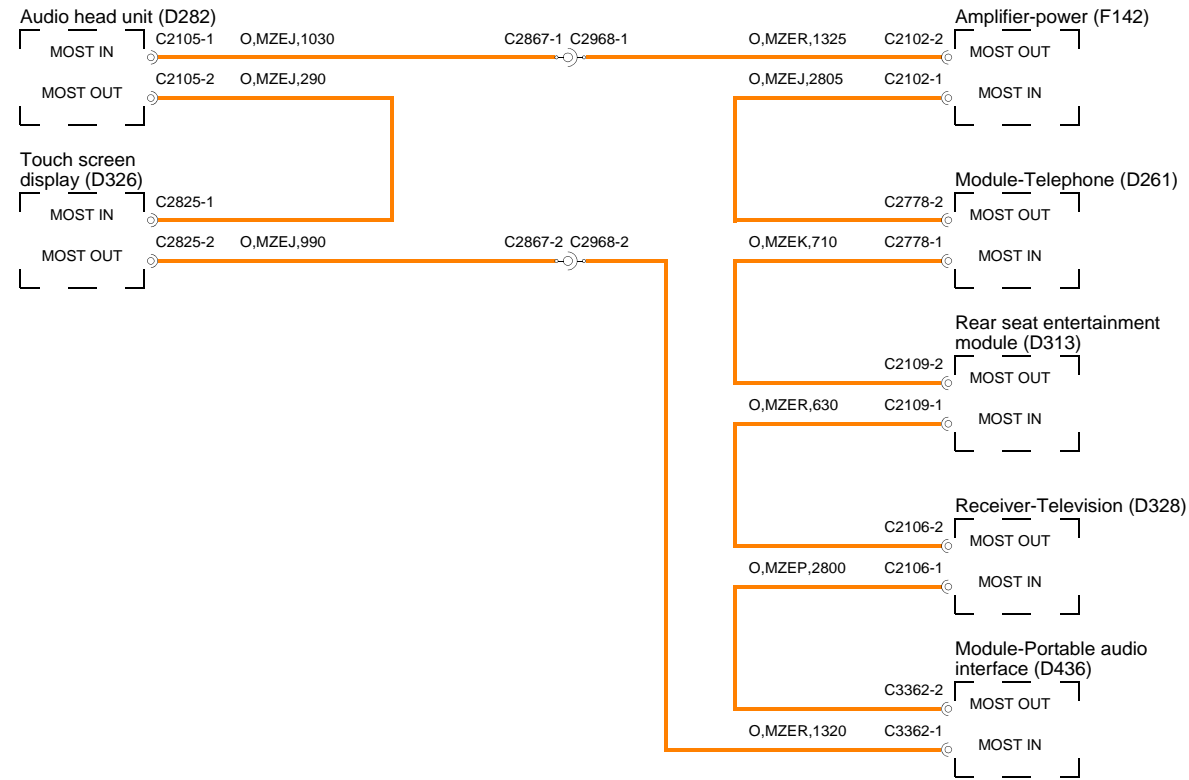 Audio head unit (D282)
MOST IN
C2105-1 O,MZEJ,1030
C2867-1 C2968-1
O,MZER,1325 C2102-2
Amplifier-power (F142)
MOST OUT
MOST OUT
C2105-2 O,MZEJ,290
O,MZEJ,2805 C2102-1
MOST IN
Touch screen
display (D326)
MOST IN
C2825-1
Module-Telephone (D261)
C2778-2
MOST OUT
MOST OUT
C2825-2 O,MZEJ,990
C2867-2 C2968-2
O,MZEK,710 C2778-1
MOST IN
Rear seat entertainment
module (D313)
C2109-2
MOST OUT
O,MZER,630 C2109-1
MOST IN
Receiver-Television (D328)
C2106-2
MOST OUT
O,MZEP,2800 C2106-1
MOST IN
Module-Portable audio
interface (D436)
C3362-2
MOST OUT
O,MZER,1320 C3362-1
MOST IN